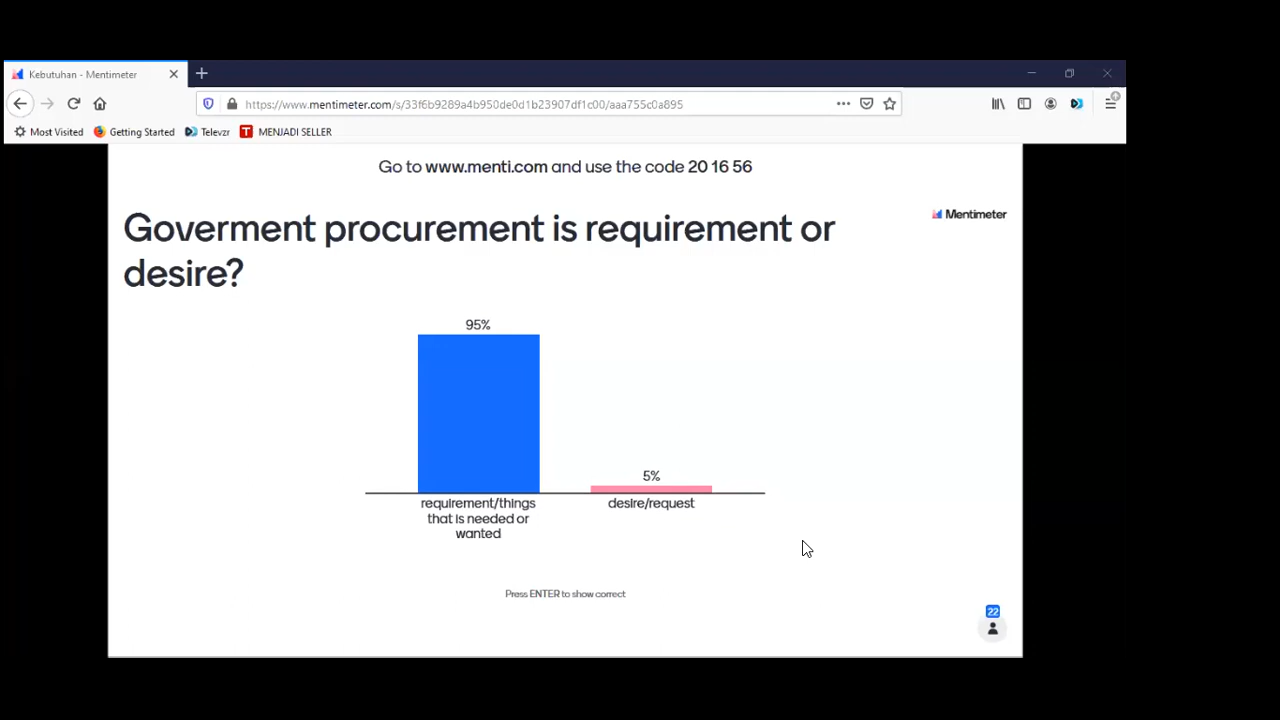 Kebutuhan - Mentimeter
https://www.mentimeter.com/s/33f6b9289a4b950de0d1b23907df1c00/aaa755c0a895
Most Visited Getting Started Televzr MENJADI SELLER
Go to www.menti.com and use the code 20 16 56
Goverment procurement is requirement or
desire?
Mentimeter
95%
5%
requirement/things
that is needed or
wanted
desire/request
Press ENTER to show correct
22